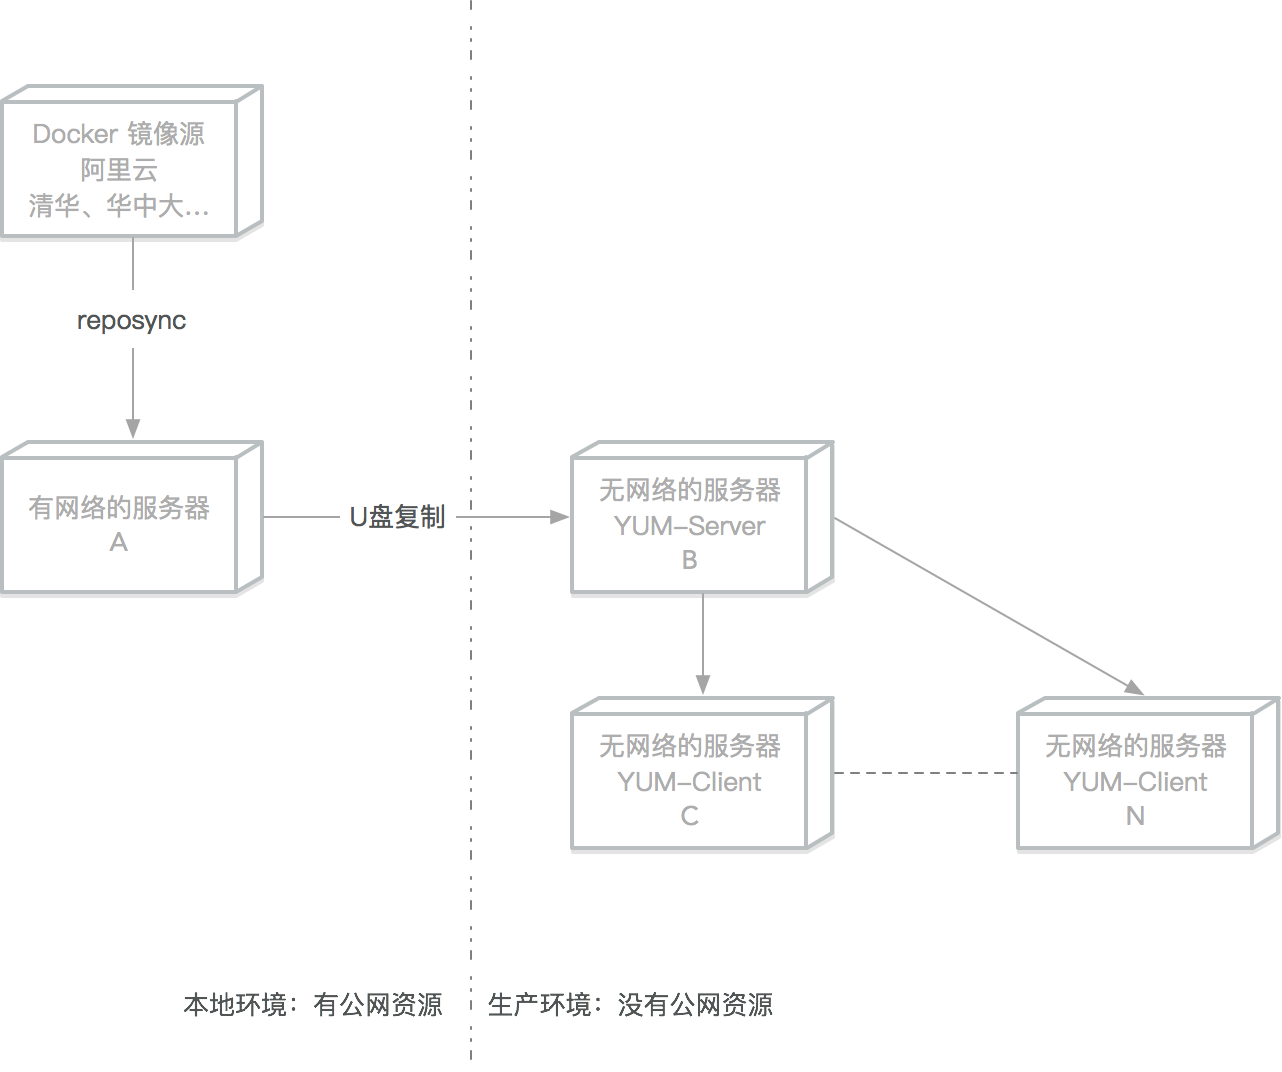 Docker 镜像源
阿里云
清华、华中大...
reposync
有网络的服务器
A
U盘复制
无网络的服务器
YUM-Server
B
无网络的服务器
YUM-Client
C
无网络的服务器
YUM-Client
N
本地环境：有公网资源
生产环境：没有公网资源